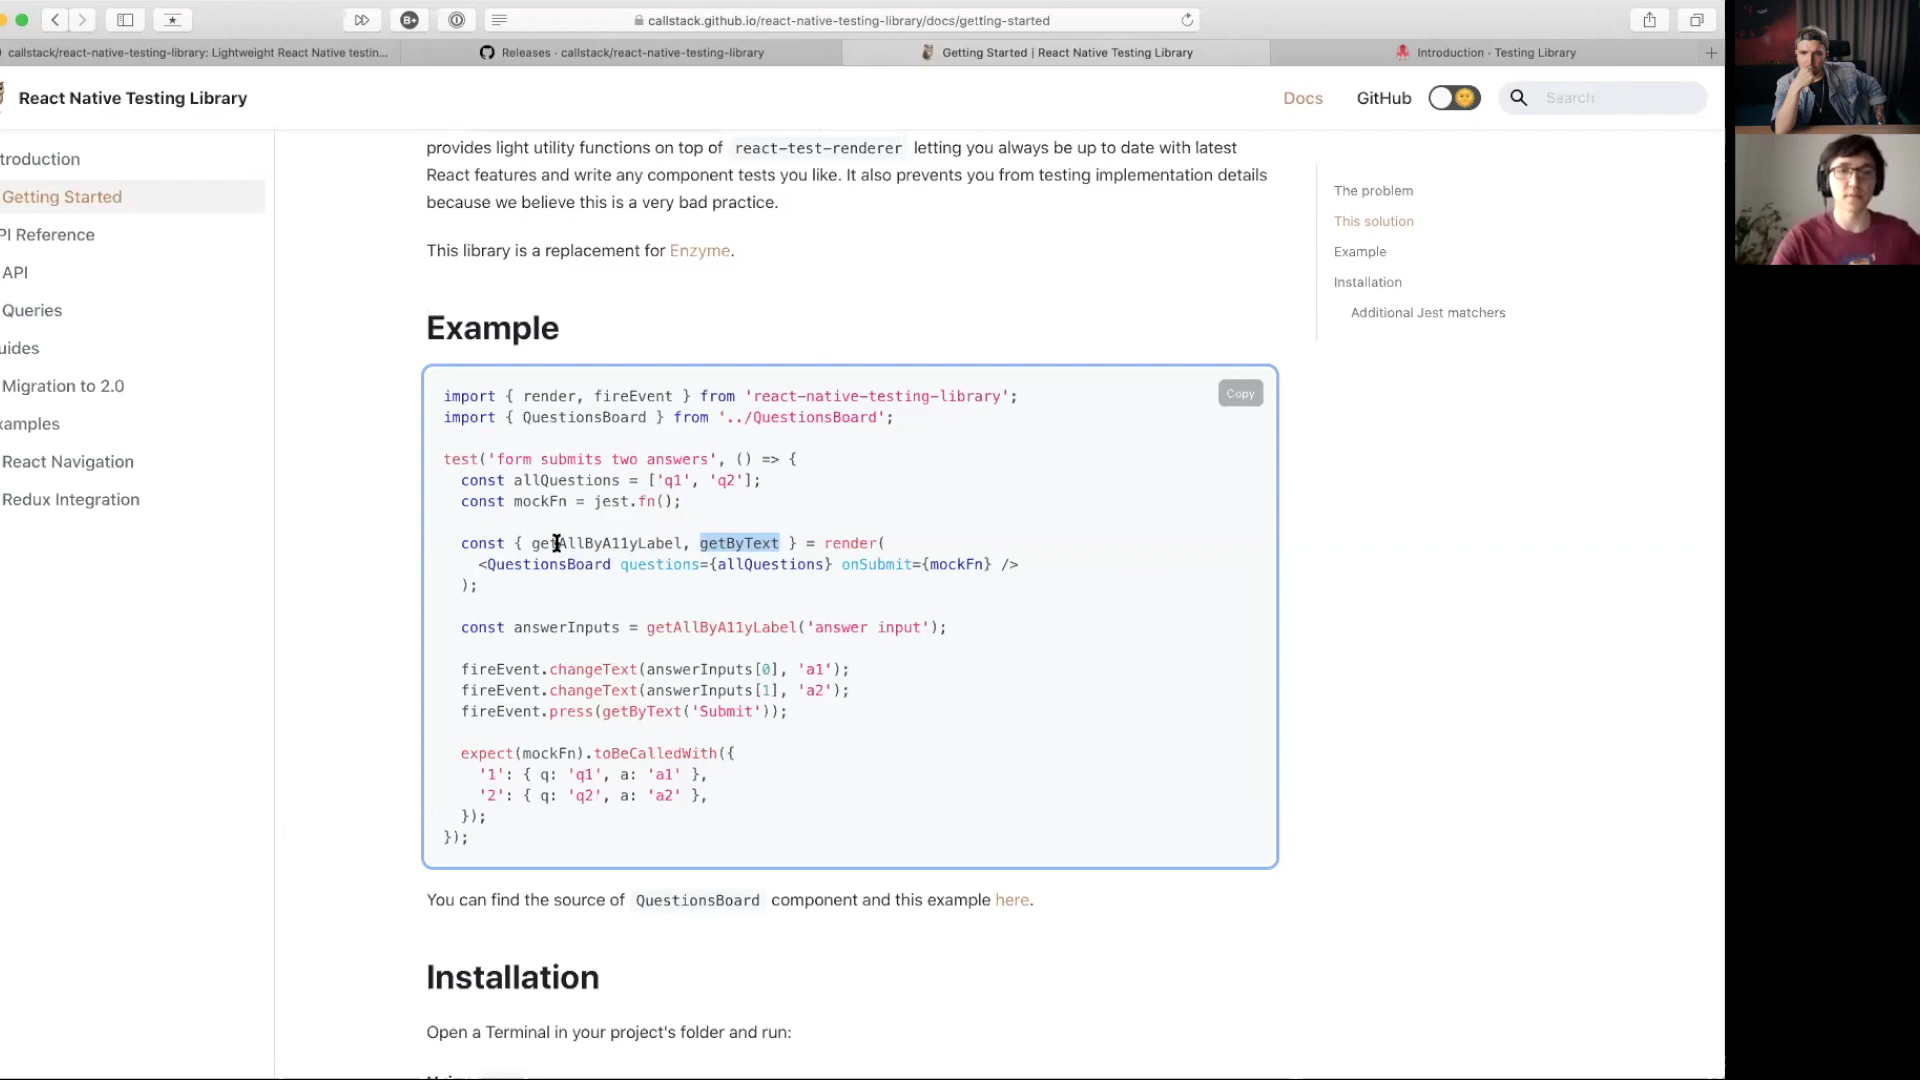 callstack.github.io/react-native-testing-library/docs/getting-started
callstack/react-native-testing-library: Lightweight React Native testin...
Releases · callstack/react-native-testing-library
Getting Started | React Native Testing Library
Introduction · Testing Library
React Native Testing Library
Docs
GitHub
Search
troduction
Getting Started
PI Reference
API
Queries
uides
Migration to 2.0
xamples
React Navigation
Redux Integration
provides light utility functions on top of react-test-renderer letting you always be up to date with latest
React features and write any component tests you like. It also prevents you from testing implementation details
because we believe this is a very bad practice.
This library is a replacement for Enzyme.
Example
Copy
import { render, fireEvent } from 'react-native-testing-library';
import { QuestionsBoard } from '../QuestionsBoard';
test('form submits two answers', () => {
const allQuestions = ['q1', 'q2'];
const mockFn = jest.fn();
const { getAllByA11yLabel, getByText } = render(
<QuestionsBoard questions={allQuestions} onSubmit={mockFn} />
);
const answerInputs = getAllByA11yLabel('answer input');
fireEvent.changeText(answerInputs[0], 'a1');
fireEvent.changeText(answerInputs[1], 'a2');
fireEvent.press(getByText('Submit'));
expect(mockFn).toBeCalledWith({
'1': { q: 'q1', a: 'a1' },
'2': { q: 'q2', a: 'a2' },
});
});
You can find the source of QuestionsBoard component and this example here.
Installation
Open a Terminal in your project's folder and run:
The problem
This solution
Example
Installation
Additional Jest matchers